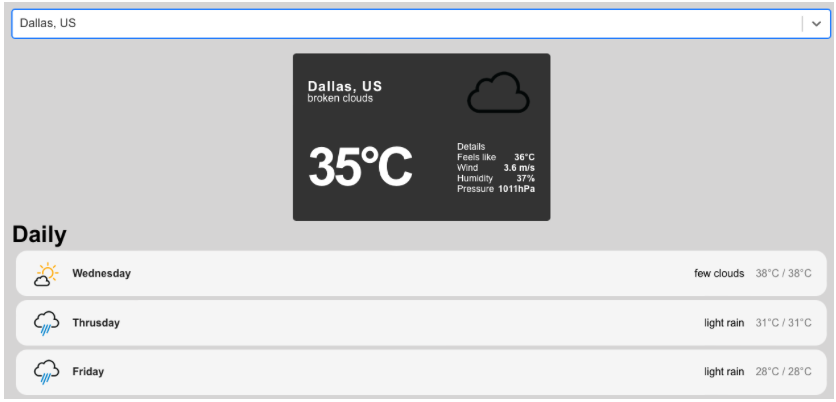 Dallas, US
Dallas, US
broken clouds
35°C
Details
Feels like 36°C
Wind 3.6 m/s
Humidity 37%
Pressure 1011hPa
Daily
Wednesday few clouds 38°C / 38°C
Thrusday light rain 31°C / 31°C
Friday light rain 28°C / 28°C